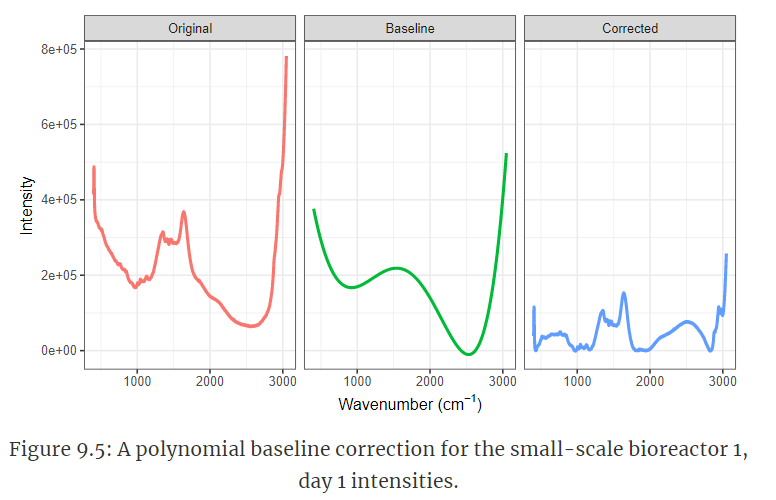 Original Baseline Corrected
8e+05
6e+05
4e+05
2e+05
0e+00
Intensity
1000 2000 3000 1000 2000 3000 1000 2000 3000
Wavenumber (cm⁻¹)
Figure 9.5: A polynomial baseline correction for the small-scale bioreactor 1,
day 1 intensities.